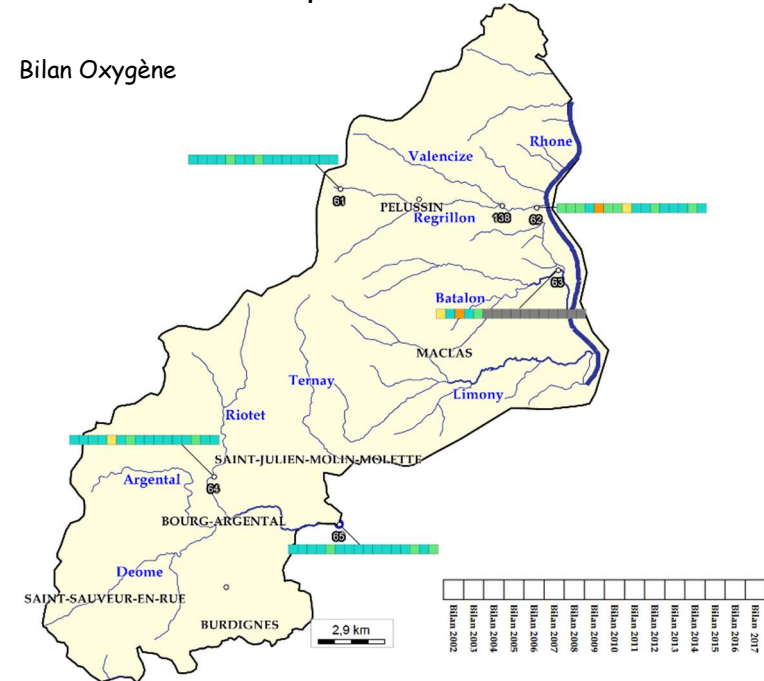 Bilan Oxygène
Rhone
Valencize
61
PELUSSIN
138
62
Regrillon
63
Batalon
MACLAS
Ternay
Limony
Riotet
SAINT-JULIEN-MOLIN-MOLETTE
Argental
64
BOURG-ARGENTAL
65
Deome
SAINT-SAUVEUR-EN-RUE
BURDIGNES
2,9 km
Bilan 2002
Bilan 2003
Bilan 2004
Bilan 2005
Bilan 2006
Bilan 2007
Bilan 2008
Bilan 2009
Bilan 2010
Bilan 2011
Bilan 2012
Bilan 2013
Bilan 2014
Bilan 2015
Bilan 2016
Bilan 2017